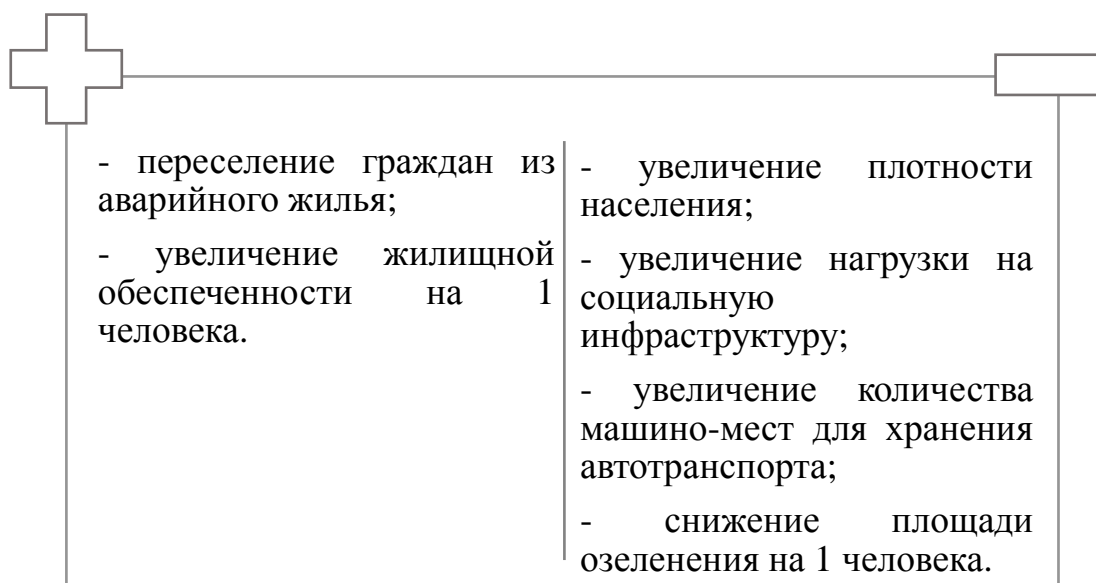 - переселение граждан из
аварийного жилья;
- увеличение жилищной
обеспеченности на 1
человека.
- увеличение плотности
населения;
- увеличение нагрузки на
социальную
инфраструктуру;
- увеличение количества
машино-мест для хранения
автотранспорта;
- снижение площади
озеленения на 1 человека.